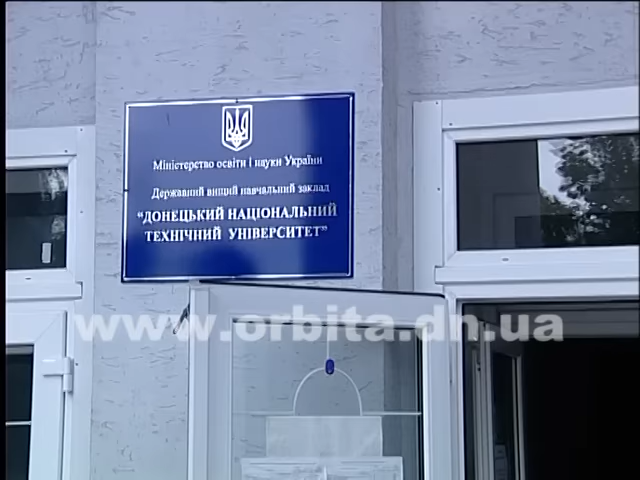 Міністерство освіти і науки України
Державний вищий навчальний заклад
“ДОНЕЦЬКИЙ НАЦІОНАЛЬНИЙ
ТЕХНІЧНИЙ УНІВЕРСИТЕТ”
www.orbita.dn.ua